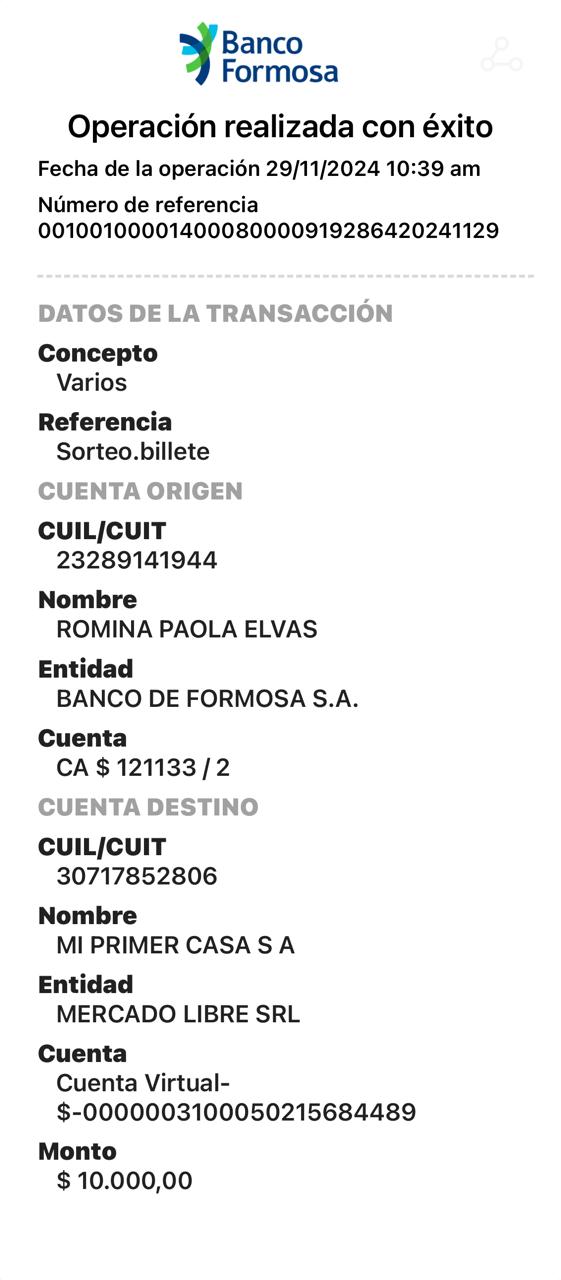 Banco
Formosa
Operación realizada con éxito
Fecha de la operación 29/11/2024 10:39 am
Número de referencia
0010010000140008000091928642024​1129
DATOS DE LA TRANSACCIÓN
Concepto
Varios
Referencia
Sorteo.billete
CUENTA ORIGEN
CUIL/CUIT
23289141944
Nombre
ROMINA PAOLA ELVAS
Entidad
BANCO DE FORMOSA S.A.
Cuenta
CA $ 121133 / 2
CUENTA DESTINO
CUIL/CUIT
30717852806
Nombre
MI PRIMER CASA S A
Entidad
MERCADO LIBRE SRL
Cuenta
Cuenta Virtual-
$-0000003100050215684489
Monto
$ 10.000,00